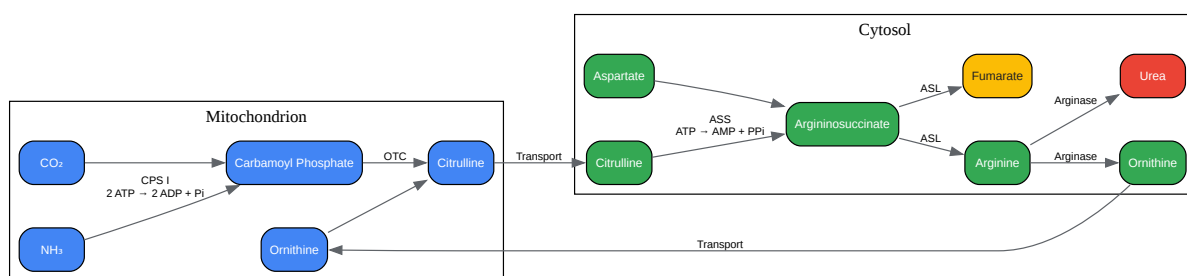 Cytosol
Aspartate
Fumarate
Urea
ASL
Arginase
Mitochondrion
ASS
ATP → AMP + PPi
Argininosuccinate
ASL
CO₂
Carbamoyl Phosphate
OTC
Citrulline
Transport
Citrulline
Arginine
Arginase
Ornithine
CPS I
2 ATP → 2 ADP + Pi
NH₃
Ornithine
Transport